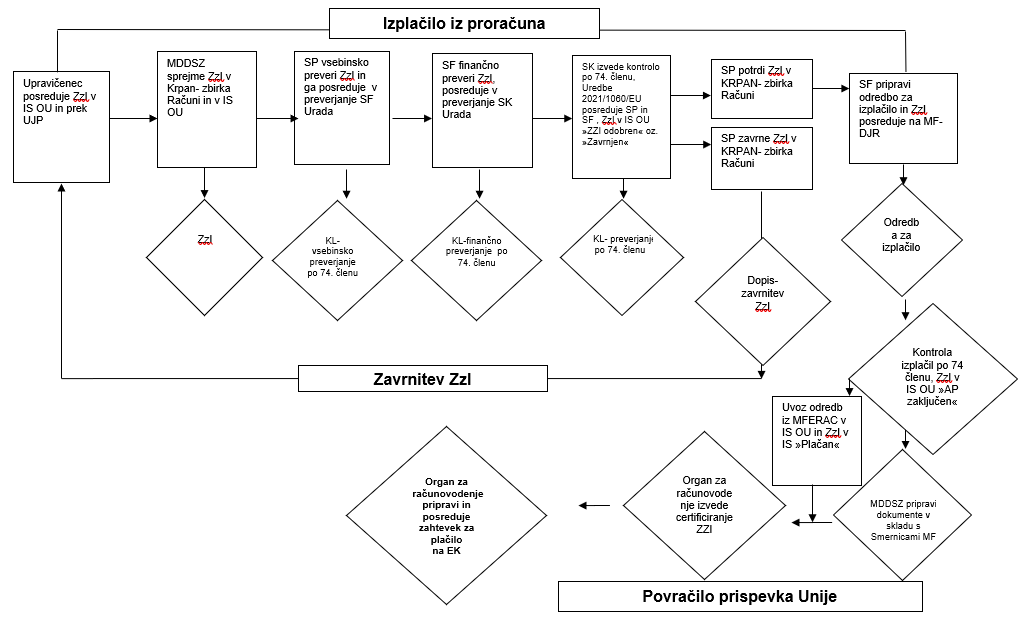 Izplačilo iz proračuna
Upravičenec
posreduje ZzI v
IS OU in prek
UJP
MDDSZ
sprejme ZzI v
Krpan- zbirka
Računi in v IS
OU
SP vsebinsko
preveri ZzI in
ga posreduje v
preverjanje SF
Urada
SF finančno
preveri ZzI,
posreduje v
preverjanje SK
Urada
SK izvede kontrolo
po 74. členu,
Uredbe
2021/1060/EU
posreduje SP in
SF , ZzI v IS OU
»ZZI odobren« oz.
»Zavrnjen«
SP potrdi ZzI v
KRPAN- zbirka
Računi
SP zavrne ZzI v
KRPAN- zbirka
Računi
SF pripravi
odredbo za
izplačilo in ZzI
posreduje na MF-
DJR
ZzI
KL-
vsebinsko
preverjanje
po 74. členu
KL-finančno
preverjanje po
74. členu
KL- preverjanje
po 74. členu
Dopis-
zavrnitev
ZzI
Odredb
a za
izplačilo
Kontrola
izplačil po 74
členu, ZzI v
IS OU »AP
zaključen«
Zavrnitev ZzI
Uvoz odredb
iz MFERAC v
IS OU in ZzI v
IS »Plačan«
MDDSZ pripravi
dokumente v
skladu s
Smernicami MF
Organ za
računovode
nje izvede
certificiranje
ZZI
Organ za
računovodenje
pripravi in
posreduje
zahtevek za
plačilo
na EK
Povračilo prispevka Unije